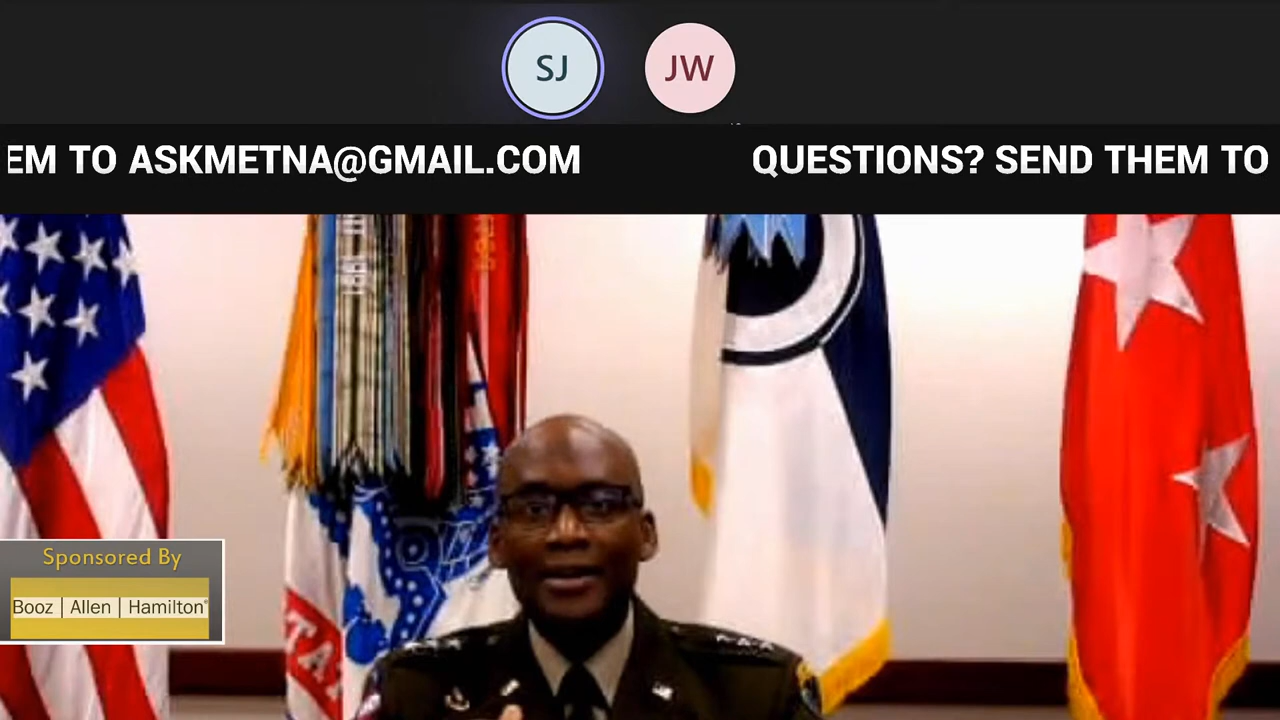 SJ
JW
EM TO ASKMETNA@GMAIL.COM
QUESTIONS? SEND THEM TO
Sponsored By
Booz | Allen | Hamilton®